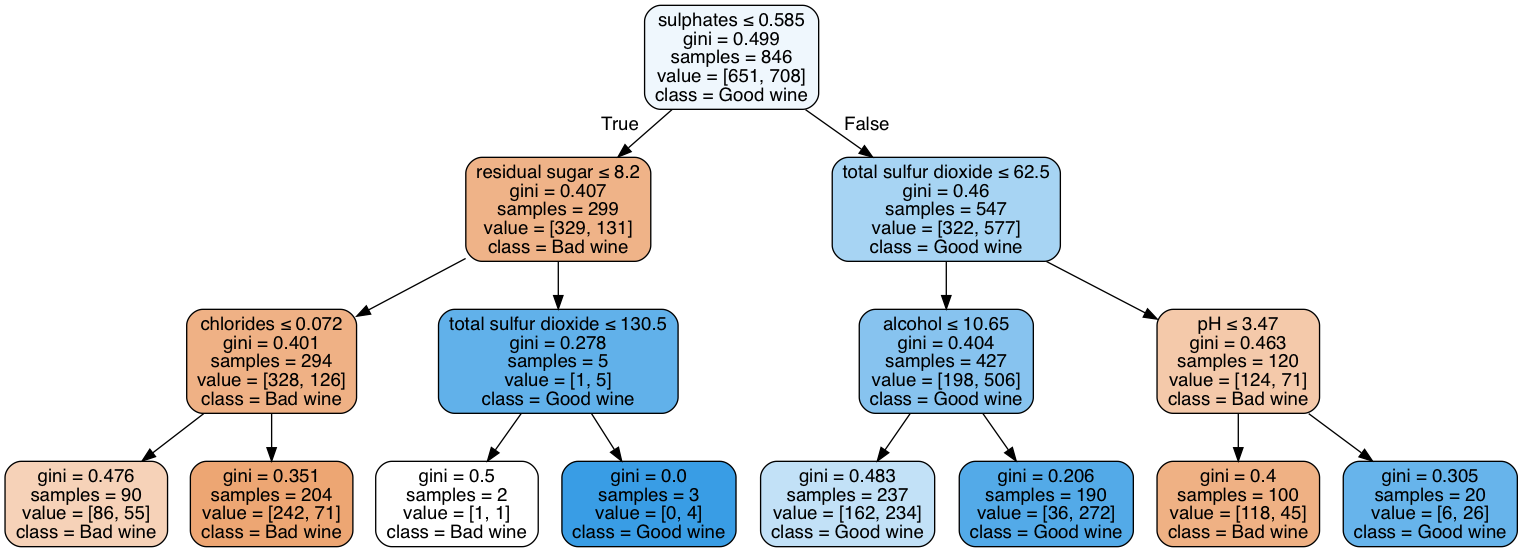 sulphates ≤ 0.585
gini = 0.499
samples = 846
value = [651, 708]
class = Good wine
True
False
residual sugar ≤ 8.2
gini = 0.407
samples = 299
value = [329, 131]
class = Bad wine
total sulfur dioxide ≤ 62.5
gini = 0.46
samples = 547
value = [322, 577]
class = Good wine
chlorides ≤ 0.072
gini = 0.401
samples = 294
value = [328, 126]
class = Bad wine
total sulfur dioxide ≤ 130.5
gini = 0.278
samples = 5
value = [1, 5]
class = Good wine
alcohol ≤ 10.65
gini = 0.404
samples = 427
value = [198, 506]
class = Good wine
pH ≤ 3.47
gini = 0.463
samples = 120
value = [124, 71]
class = Bad wine
gini = 0.476
samples = 90
value = [86, 55]
class = Bad wine
gini = 0.351
samples = 204
value = [242, 71]
class = Bad wine
gini = 0.5
samples = 2
value = [1, 1]
class = Bad wine
gini = 0.0
samples = 3
value = [0, 4]
class = Good wine
gini = 0.483
samples = 237
value = [162, 234]
class = Good wine
gini = 0.206
samples = 190
value = [36, 272]
class = Good wine
gini = 0.4
samples = 100
value = [118, 45]
class = Bad wine
gini = 0.305
samples = 20
value = [6, 26]
class = Good wine